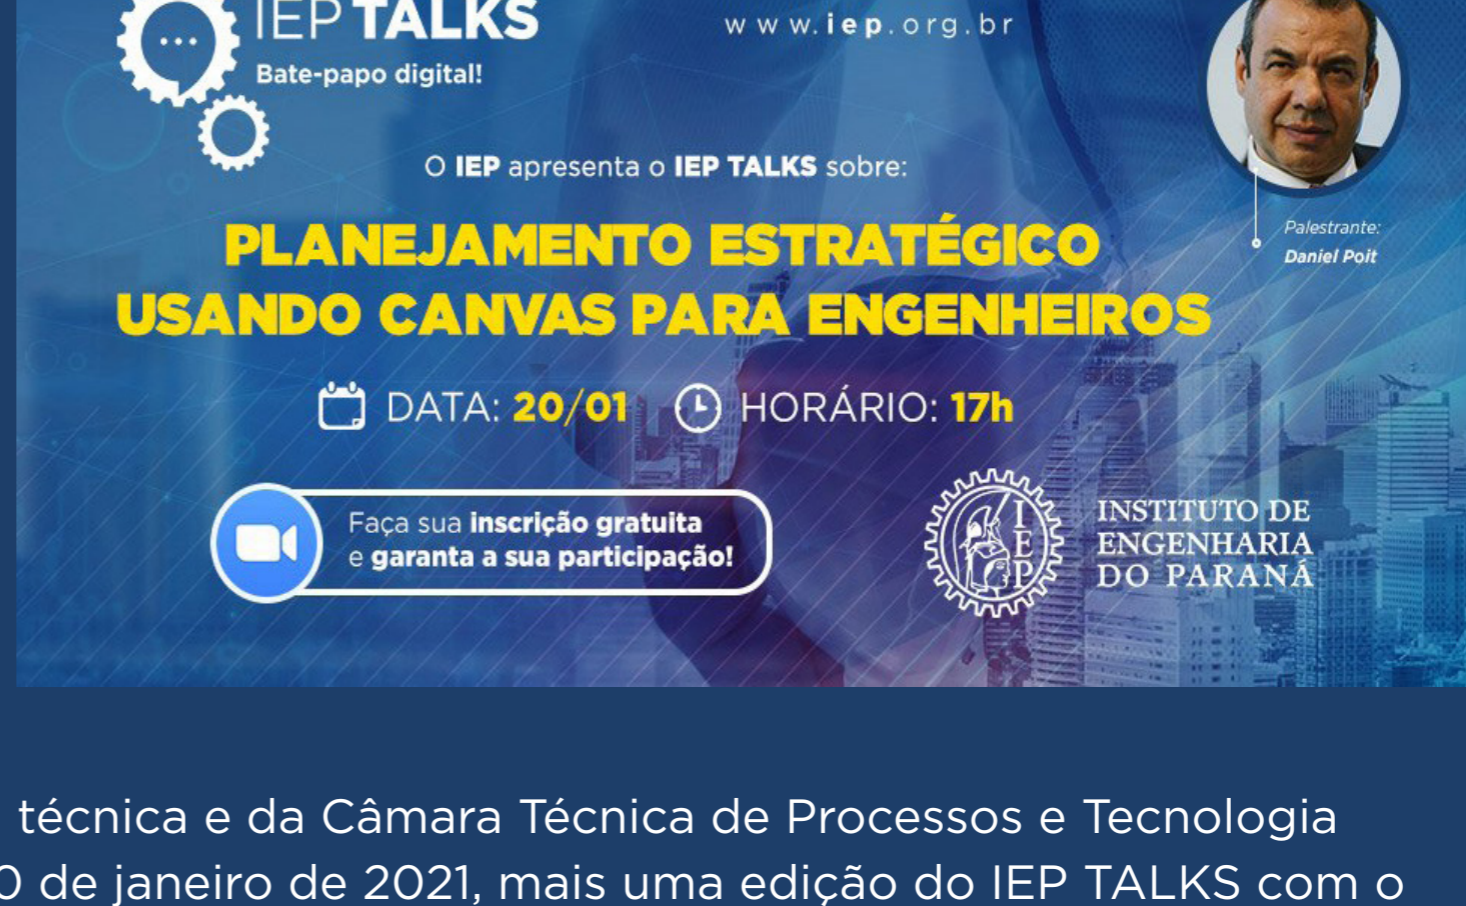 IEP TALKS
www.iep.org.br
Bate-papo digital!
O IEP apresenta o IEP TALKS sobre:
PLANEJAMENTO ESTRATÉGICO
USANDO CANVAS PARA ENGENHEIROS
Palestrante:
Daniel Poit
DATA: 20/01 HORÁRIO: 17h
Faça sua inscrição gratuita
e garanta a sua participação!
IEP
INSTITUTO DE
ENGENHARIA
DO PARANÁ
técnica e da Câmara Técnica de Processos e Tecnologia
0 de janeiro de 2021, mais uma edição do IEP TALKS com o